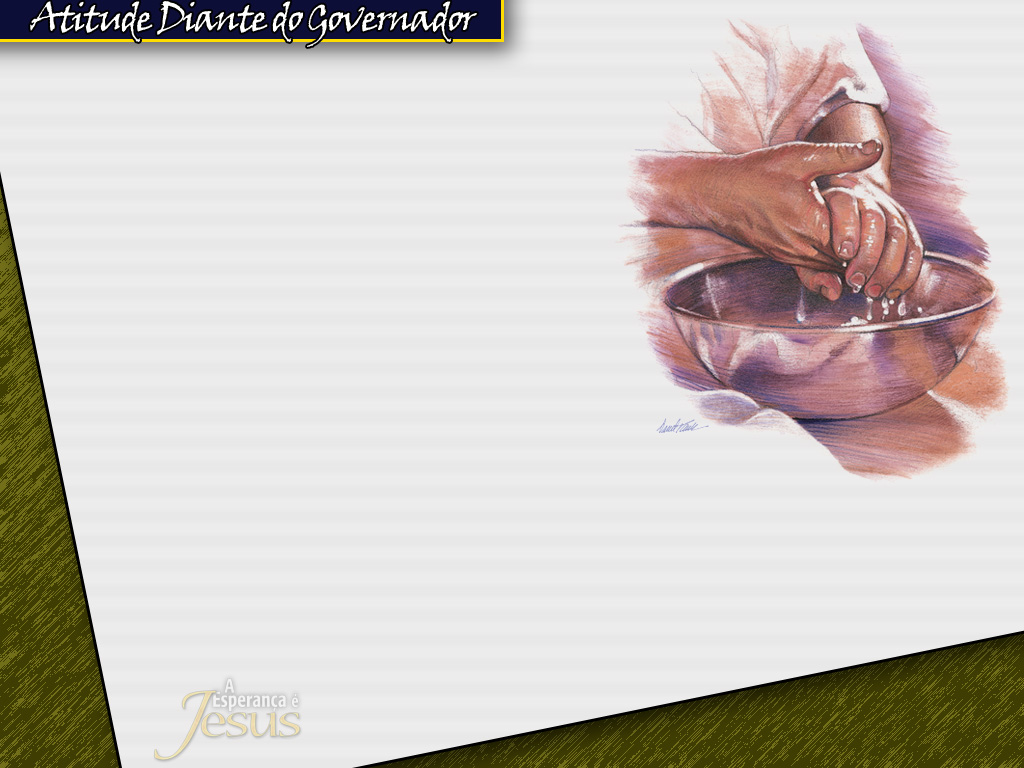 Atitude Diante do Governador
A
Esperança é
Jesus